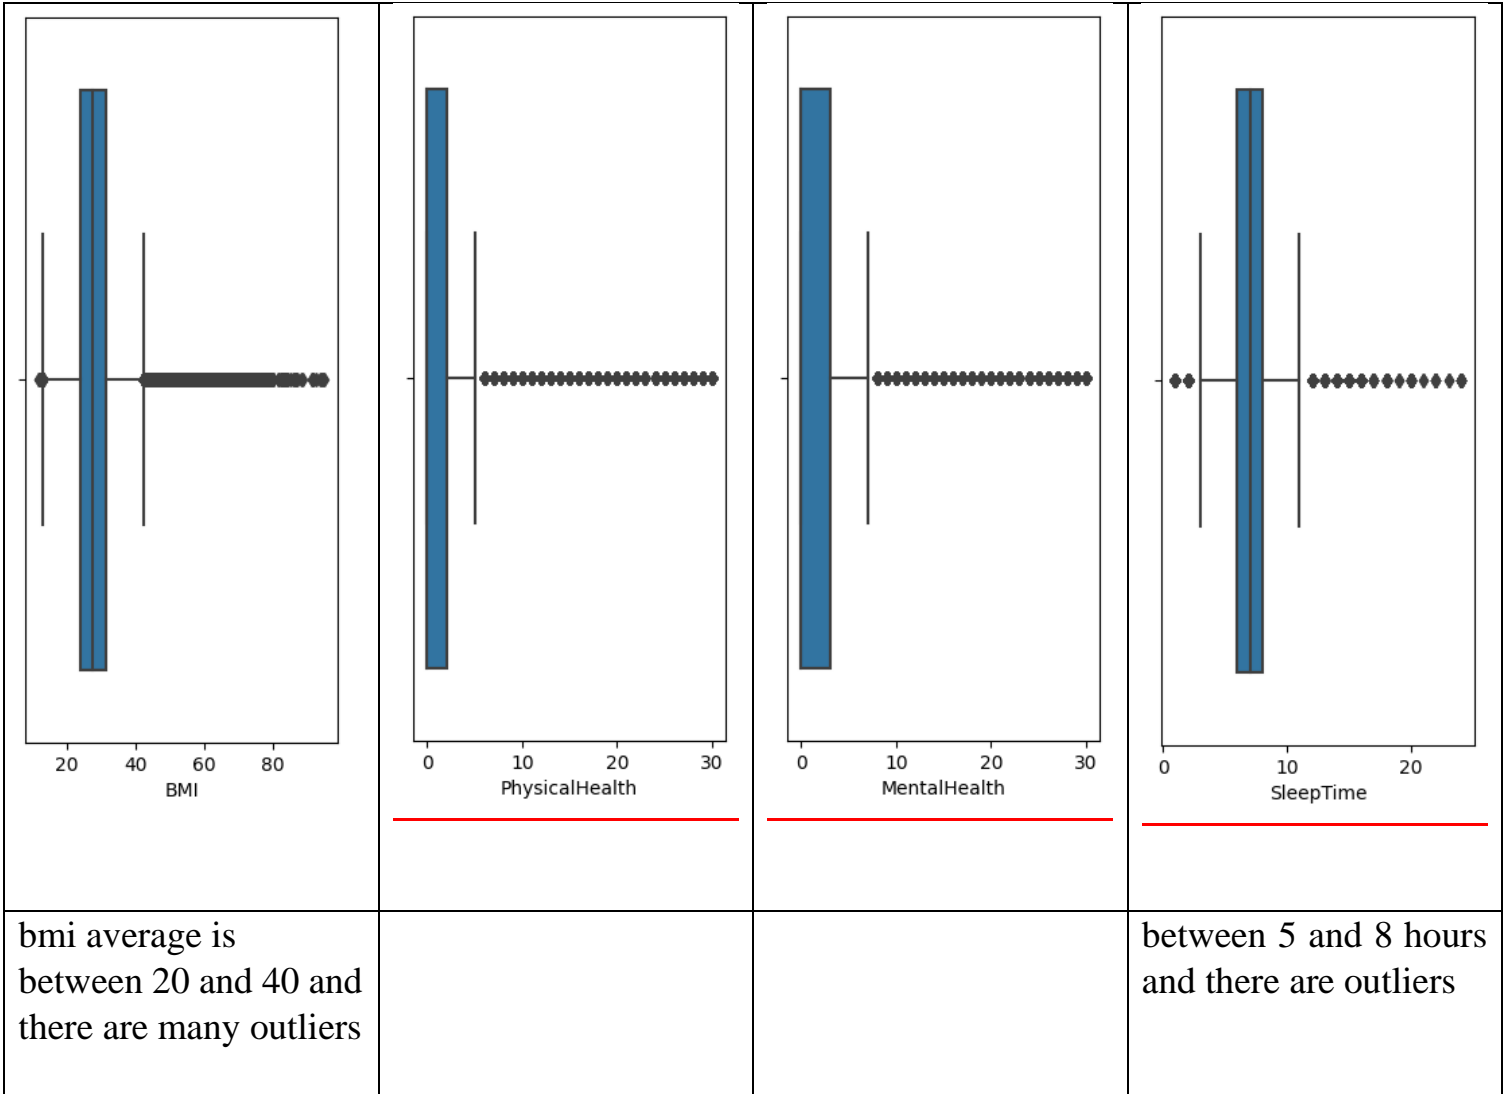 20 40 60 80
BMI
0 10 20 30
PhysicalHealth
0 10 20 30
MentalHealth
0 10 20
SleepTime
bmi average is
between 20 and 40 and
there are many outliers
between 5 and 8 hours
and there are outliers